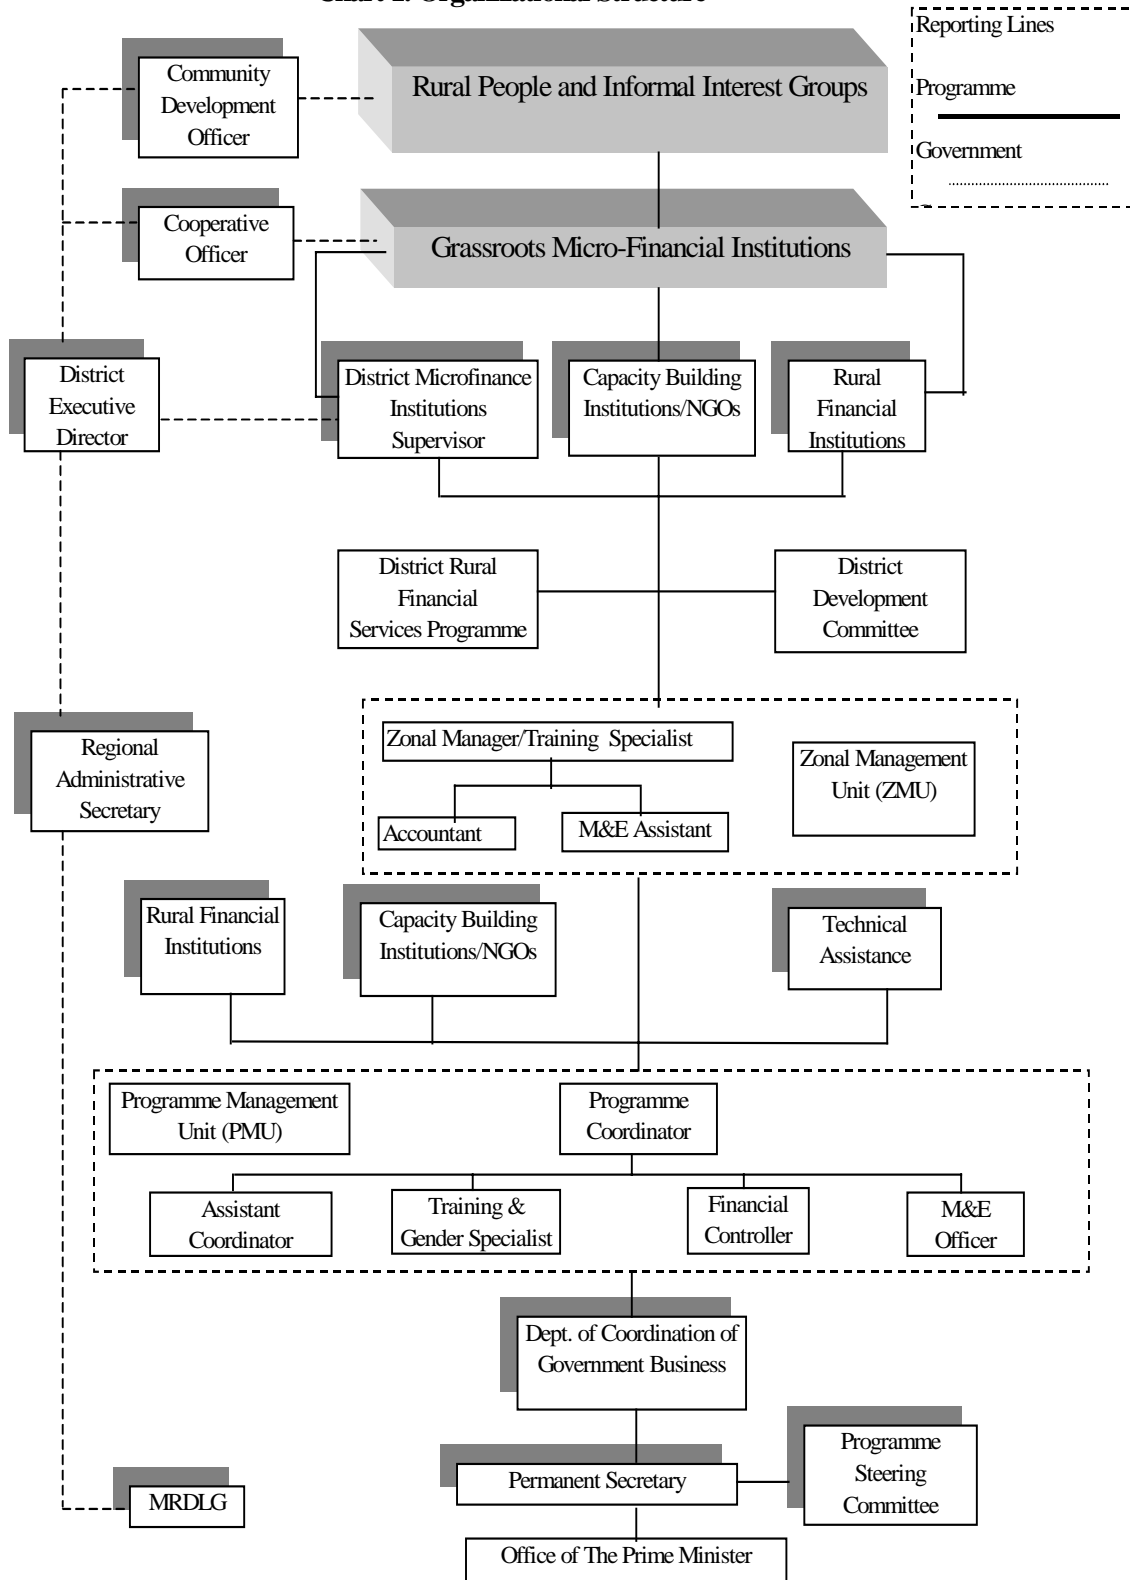 Chart 1: Organizational Structure
Reporting Lines
Programme
Government
Community
Development
Officer
Rural People and Informal Interest Groups
Cooperative
Officer
Grassroots Micro-Financial Institutions
District
Executive
Director
District Microfinance
Institutions
Supervisor
Capacity Building
Institutions/NGOs
Rural
Financial
Institutions
District Rural
Financial
Services Programme
District
Development
Committee
Regional
Administrative
Secretary
Zonal Manager/Training Specialist
Accountant
M&E Assistant
Zonal Management
Unit (ZMU)
Rural Financial
Institutions
Capacity Building
Institutions/NGOs
Technical
Assistance
Programme Management
Unit (PMU)
Programme
Coordinator
Assistant
Coordinator
Training &
Gender Specialist
Financial
Controller
M&E
Officer
Dept. of Coordination of
Government Business
Permanent Secretary
Programme
Steering
Committee
MRDLG
Office of The Prime Minister